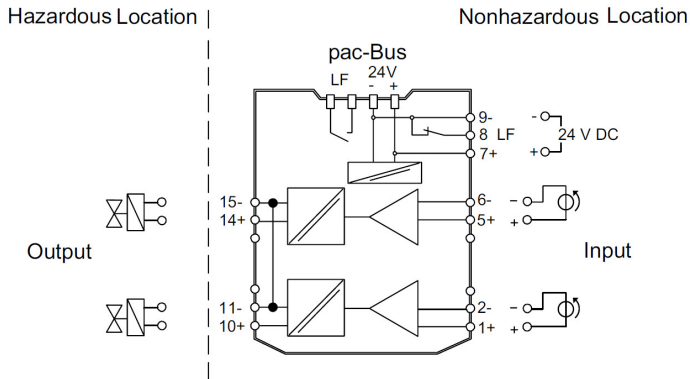 Hazardous Location
Nonhazardous Location
pac-Bus
LF 24V
- +
9-
8 LF
7+
-
24 V DC
+
15-
14+
6-
5+
-
+
Output
Input
11-
10+
2-
1+
-
+